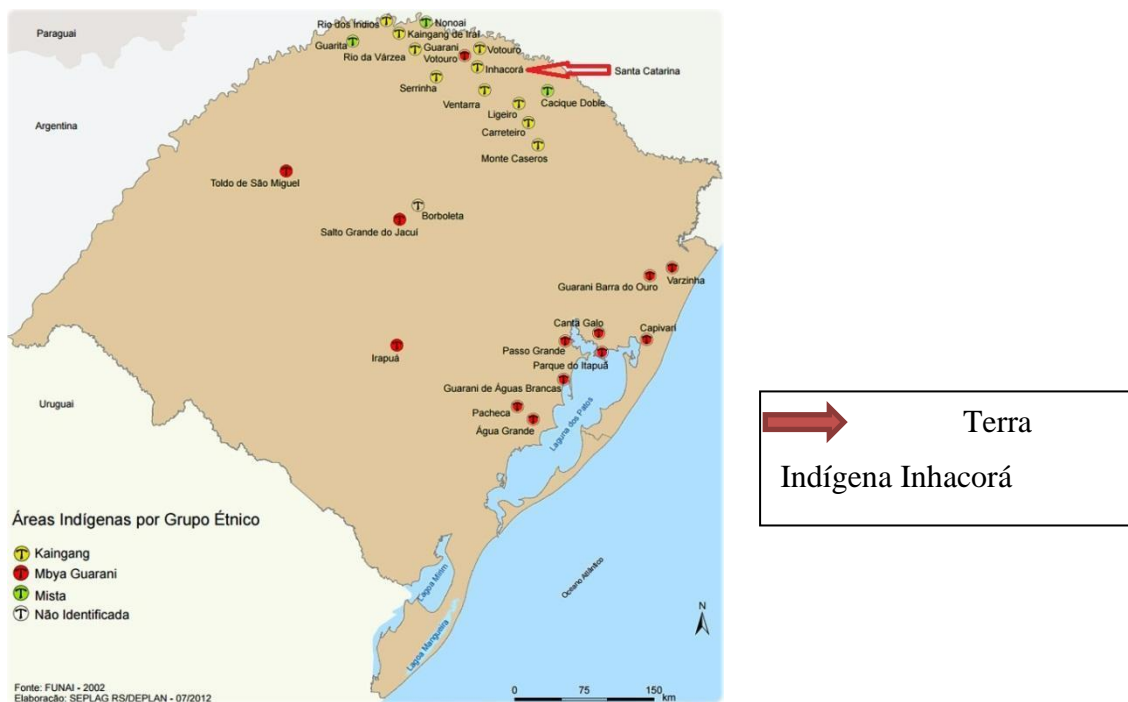 Paraguai
Rio dos Índios
Nonoai
Kaingang de Iraí
Guarita
Guarani
Votouro
Votouro
Rio da Várzea
Inhacorá
Santa Catarina
Serrinha
Ventarra
Cacique Doble
Ligeiro
Argentina
Carreteiro
Monte Caseros
Toldo de São Miguel
Borboleta
Salto Grande do Jacuí
Varzinha
Guarani Barra do Ouro
Canta Galo
Capivari
Passo Grande
Irapuá
Parque do Itapuã
Guarani de Águas Brancas
Uruguai
Pacheca
Água Grande
Laguna dos Patos
Terra
Indígena Inhacorá
Áreas Indígenas por Grupo Étnico
Kaingang
Mbya Guarani
Mista
Não Identificada
Lagoa Mirim
Oceano Atlântico
Lagoa Mangueira
N
Fonte: FUNAI - 2002
Elaboração: SEPLAG RS/DEPLAN - 07/2012
0 75 150
km